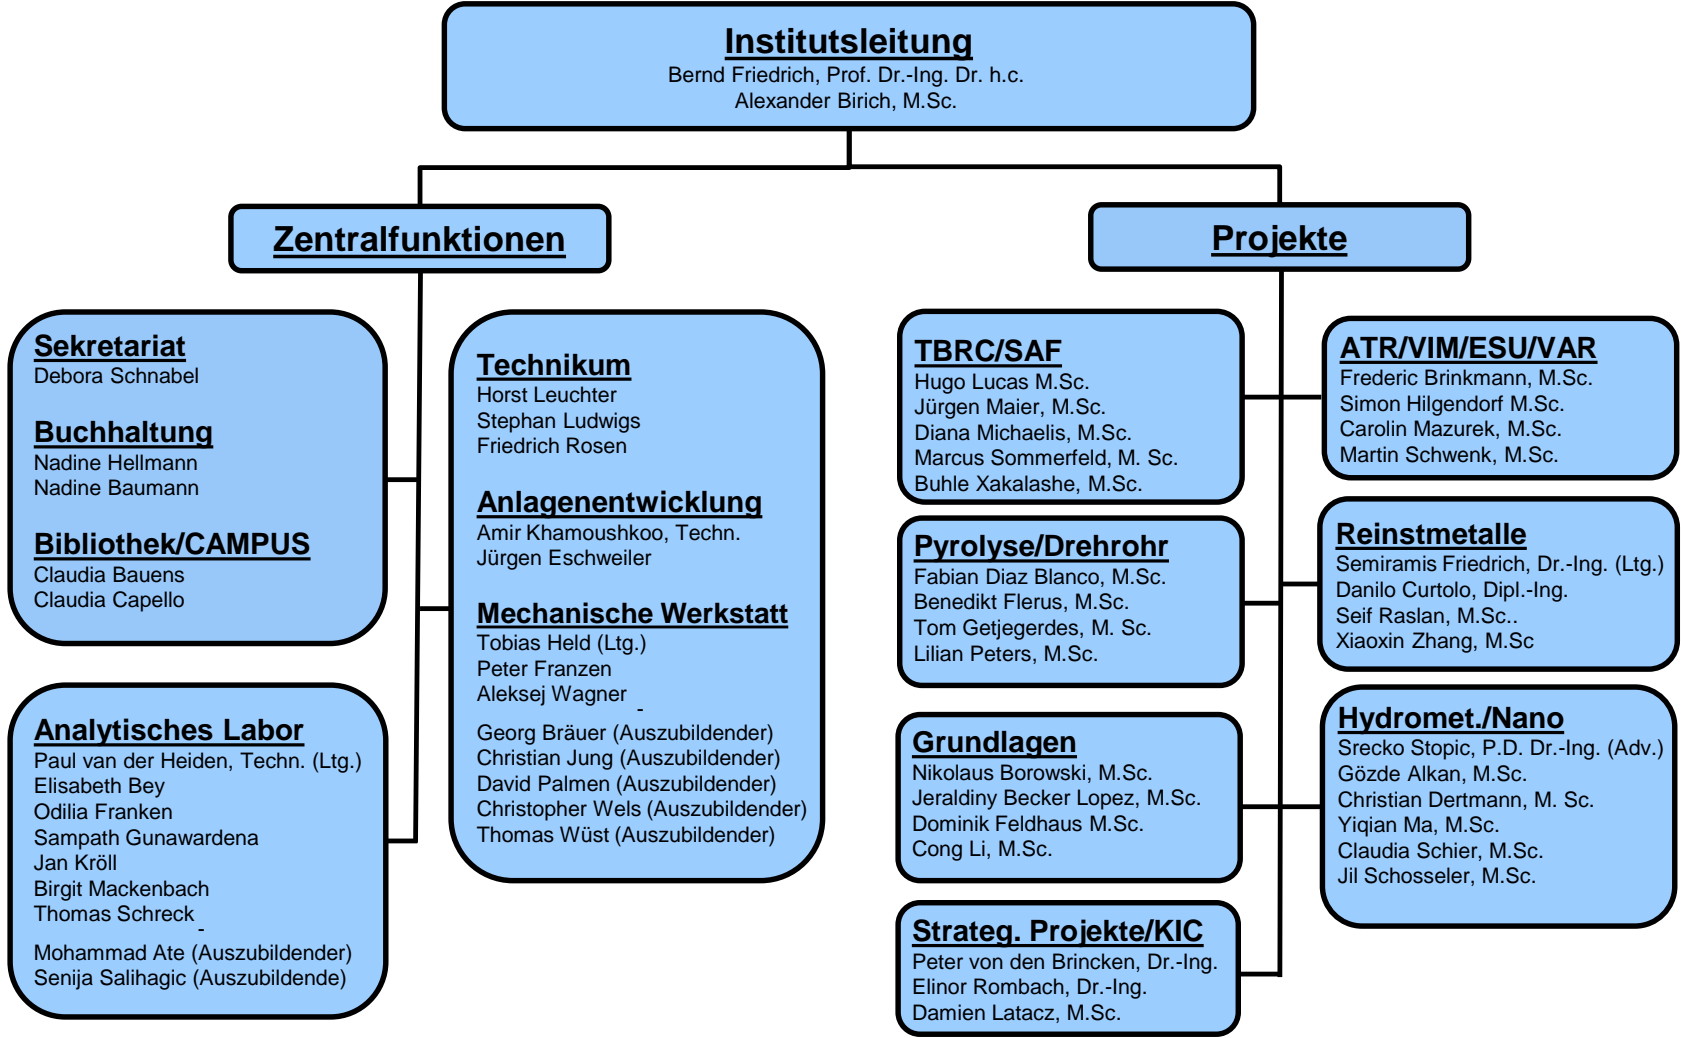 Institutsleitung
Bernd Friedrich, Prof. Dr.-Ing. Dr. h.c.
Alexander Birich, M.Sc.
Zentralfunktionen
Projekte
Sekretariat
Debora Schnabel
Buchhaltung
Nadine Hellmann
Nadine Baumann
Bibliothek/CAMPUS
Claudia Bauens
Claudia Capello
Analytisches Labor
Paul van der Heiden, Techn. (Ltg.)
Elisabeth Bey
Odilia Franken
Sampath Gunawardena
Jan Kröll
Birgit Mackenbach
Thomas Schreck
-
Mohammad Ate (Auszubildender)
Senija Salihagic (Auszubildende)
Technikum
Horst Leuchter
Stephan Ludwigs
Friedrich Rosen
Anlagenentwicklung
Amir Khamoushkoo, Techn.
Jürgen Eschweiler
Mechanische Werkstatt
Tobias Held (Ltg.)
Peter Franzen
Aleksej Wagner
-
Georg Bräuer (Auszubildender)
Christian Jung (Auszubildender)
David Palmen (Auszubildender)
Christopher Wels (Auszubildender)
Thomas Wüst (Auszubildender)
TBRC/SAF
Hugo Lucas M.Sc.
Jürgen Maier, M.Sc.
Diana Michaelis, M.Sc.
Marcus Sommerfeld, M. Sc.
Buhle Xakalashe, M.Sc.
Pyrolyse/Drehrohr
Fabian Diaz Blanco, M.Sc.
Benedikt Flerus, M.Sc.
Tom Getjegerdes, M. Sc.
Lilian Peters, M.Sc.
Grundlagen
Nikolaus Borowski, M.Sc.
Jeraldiny Becker Lopez, M.Sc.
Dominik Feldhaus M.Sc.
Cong Li, M.Sc.
Strateg. Projekte/KIC
Peter von den Brincken, Dr.-Ing.
Elinor Rombach, Dr.-Ing.
Damien Latacz, M.Sc.
ATR/VIM/ESU/VAR
Frederic Brinkmann, M.Sc.
Simon Hilgendorf M.Sc.
Carolin Mazurek, M.Sc.
Martin Schwenk, M.Sc.
Reinstmetalle
Semiramis Friedrich, Dr.-Ing. (Ltg.)
Danilo Curtolo, Dipl.-Ing.
Seif Raslan, M.Sc..
Xiaoxin Zhang, M.Sc
Hydromet./Nano
Srecko Stopic, P.D. Dr.-Ing. (Adv.)
Gözde Alkan, M.Sc.
Christian Dertmann, M. Sc.
Yiqian Ma, M.Sc.
Claudia Schier, M.Sc.
Jil Schosseler, M.Sc.